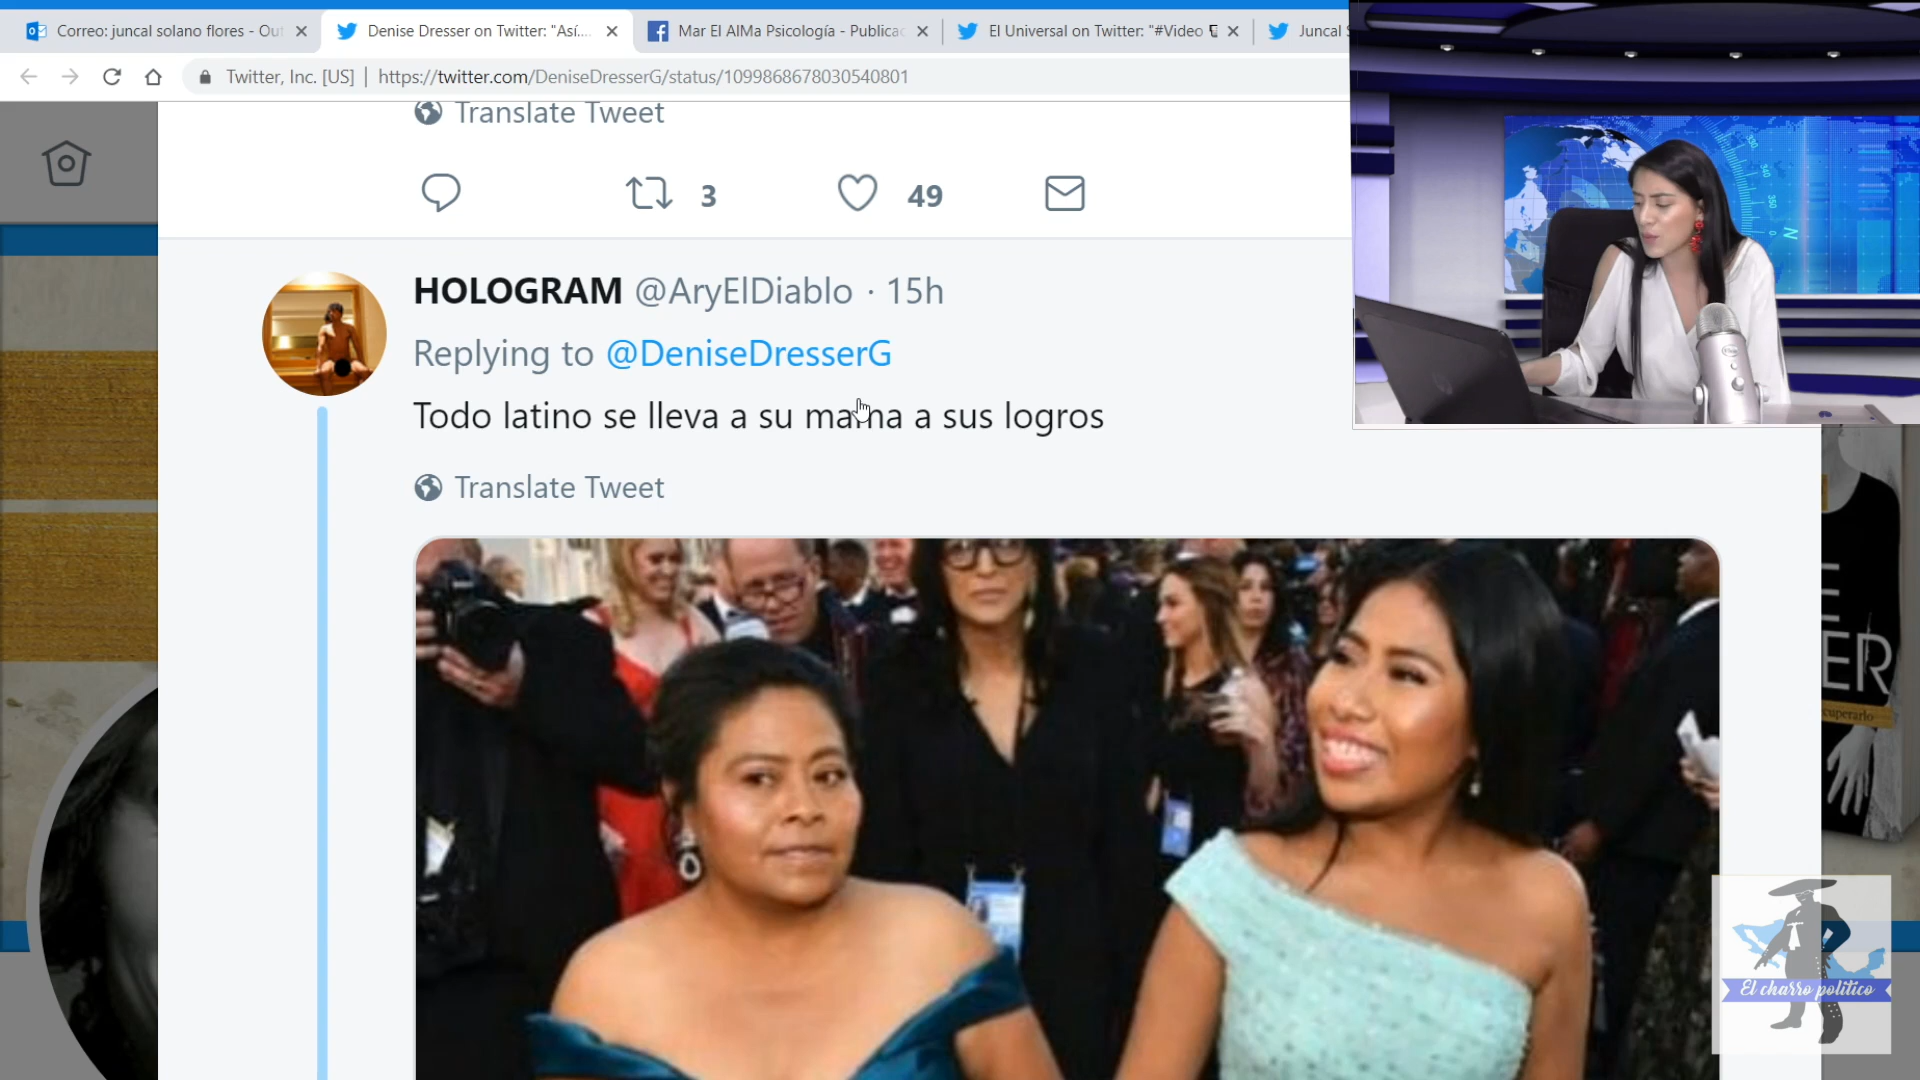 Correo: juncal solano flores - Out
Denise Dresser on Twitter: "Así....
Mar El AlMa Psicología - Publicac
El Universal on Twitter: "#Video
Juncal S
Twitter, Inc. [US] | https://twitter.com/DeniseDresserG/status/1099868678030540801
Translate Tweet
3
49
HOLOGRAM @AryElDiablo · 15h
Replying to @DeniseDresserG
Todo latino se lleva a su mama a sus logros
Translate Tweet
ER
cuperarlo
El charro político